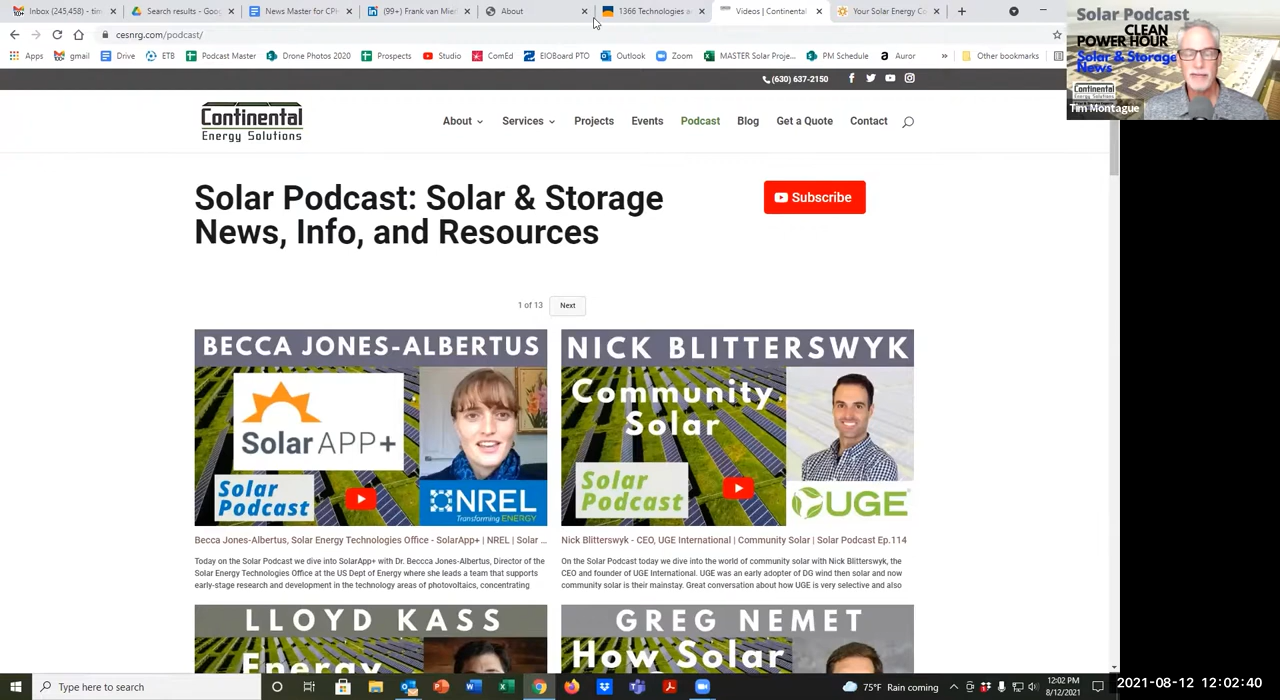 Inbox (245,458) - tim
Search results - Goo
News Master for CPH
(99+) Frank van Mier
About
1366 Technologies a
Videos | Continental
Your Solar Energy Co
cesnrg.com/podcast/
Apps
gmail
Drive
ETB
Podcast Master
Drone Photos 2020
Prospects
Studio
ComEd
EIOBoard PTO
Outlook
Zoom
MASTER Solar Proje...
PM Schedule
Auror
»
Other bookmarks
Solar Podcast
CLEAN
POWER HOUR
Solar & Storage
News
Continental
Tim Montague
(630) 637-2150
Continental
Energy Solutions
About
Services
Projects
Events
Podcast
Blog
Get a Quote
Contact
Solar Podcast: Solar & Storage
News, Info, and Resources
Subscribe
1 of 13
Next
BECCA JONES-ALBERTUS
SolarAPP+
Solar
Podcast
NREL
Transforming ENERGY
NICK BLITTERSWYK
Community
Solar
Solar
Podcast
UGE
Becca Jones-Albertus, Solar Energy Technologies Office - SolarApp+ | NREL | Solar ...
Today on the Solar Podcast we dive into SolarApp+ with Dr. Beccca Jones-Albertus, Director of the
Solar Energy Technologies Office at the US Dept of Energy where she leads a team that supports
early-stage research and development in the technology areas of photovoltaics, concentrating
Nick Blitterswyk - CEO, UGE International | Community Solar | Solar Podcast Ep.114
On the Solar Podcast today we dive into the world of community solar with Nick Blitterswyk, the
CEO and founder of UGE International. UGE was an early adopter of DG wind then solar and now
community solar is their mainstay. Great conversation about how UGE is very selective and also
LLOYD KASS
Energy
GREG NEMET
How Solar
Type here to search
75°F Rain coming
12:02 PM
8/12/2021
2021-08-12 12:02:40